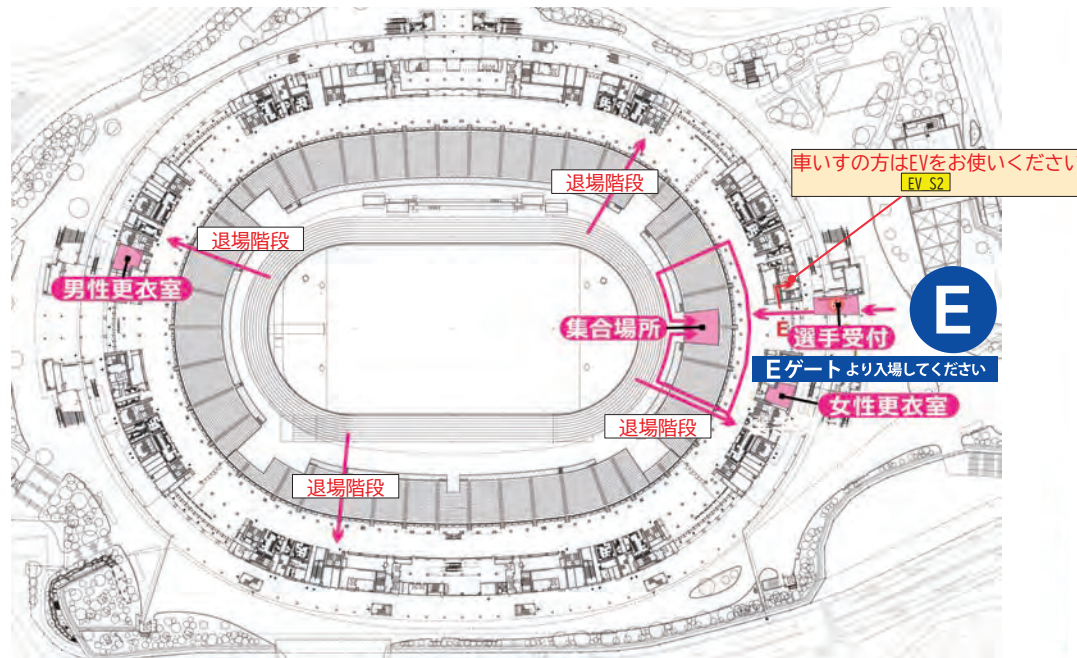 車いすの方はEVをお使いください
EV S2
退場階段
退場階段
男性更衣室
E
集合場所
E
選手受付
Eゲートより入場してください
女性更衣室
退場階段
退場階段